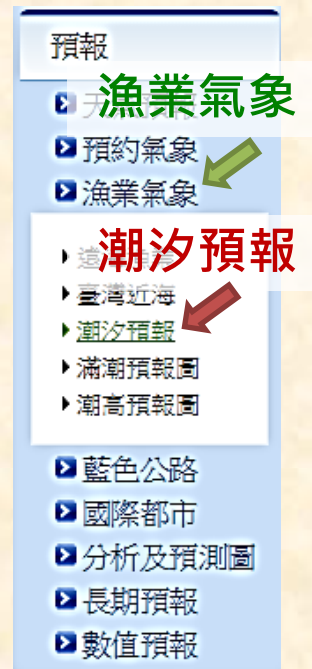 預報
漁業氣象
預約氣象
漁業氣象
潮汐預報
臺灣近海
潮汐預報
滿潮預報圖
潮高預報圖
藍色公路
國際都市
分析及預測圖
長期預報
數值預報